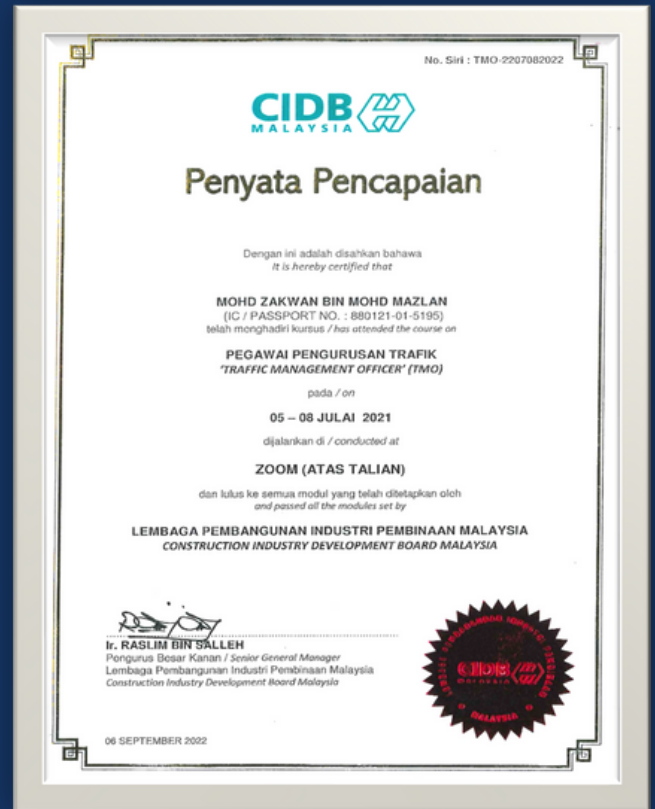 No. Siri : TMO-2207082022
CIDB
MALAYSIA
Penyata Pencapaian
Dengan ini adalah disahkan bahawa
It is hereby certified that
MOHD ZAKWAN BIN MOHD MAZLAN
(IC / PASSPORT NO. : 880121-01-5195)
telah menghadiri kursus / has attended the course on
PEGAWAI PENGURUSAN TRAFIK
'TRAFFIC MANAGEMENT OFFICER' (TMO)
pada / on
05 – 08 JULAI 2021
dijalankan di / conducted at
ZOOM (ATAS TALIAN)
dan lulus ke semua modul yang telah ditetapkan oleh
and passed all the modules set by
LEMBAGA PEMBANGUNAN INDUSTRI PEMBINAAN MALAYSIA
CONSTRUCTION INDUSTRY DEVELOPMENT BOARD MALAYSIA
Ir. RASLIM BIN SALLEH
Pengurus Besar Kanan / Senior General Manager
Lembaga Pembangunan Industri Pembinaan Malaysia
Construction Industry Development Board Malaysia
CIDB
MALAYSIA
MALAYSIA
06 SEPTEMBER 2022